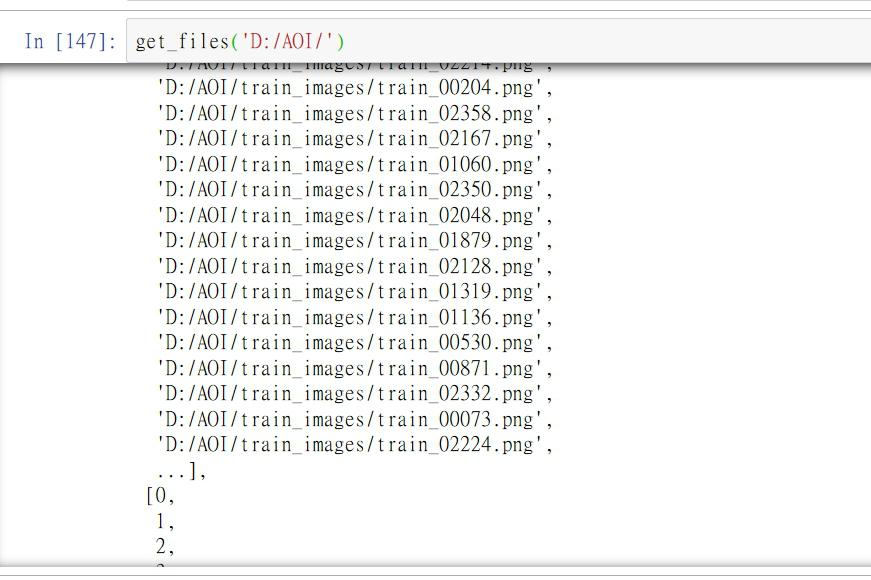 In [147]: get_files('D:/AOI/')
'D:/AOI/train_images/train_02214.png',
'D:/AOI/train_images/train_00204.png',
'D:/AOI/train_images/train_02358.png',
'D:/AOI/train_images/train_02167.png',
'D:/AOI/train_images/train_01060.png',
'D:/AOI/train_images/train_02350.png',
'D:/AOI/train_images/train_02048.png',
'D:/AOI/train_images/train_01879.png',
'D:/AOI/train_images/train_02128.png',
'D:/AOI/train_images/train_01319.png',
'D:/AOI/train_images/train_01136.png',
'D:/AOI/train_images/train_00530.png',
'D:/AOI/train_images/train_00871.png',
'D:/AOI/train_images/train_02332.png',
'D:/AOI/train_images/train_00073.png',
'D:/AOI/train_images/train_02224.png',
...],
[0,
1,
2,